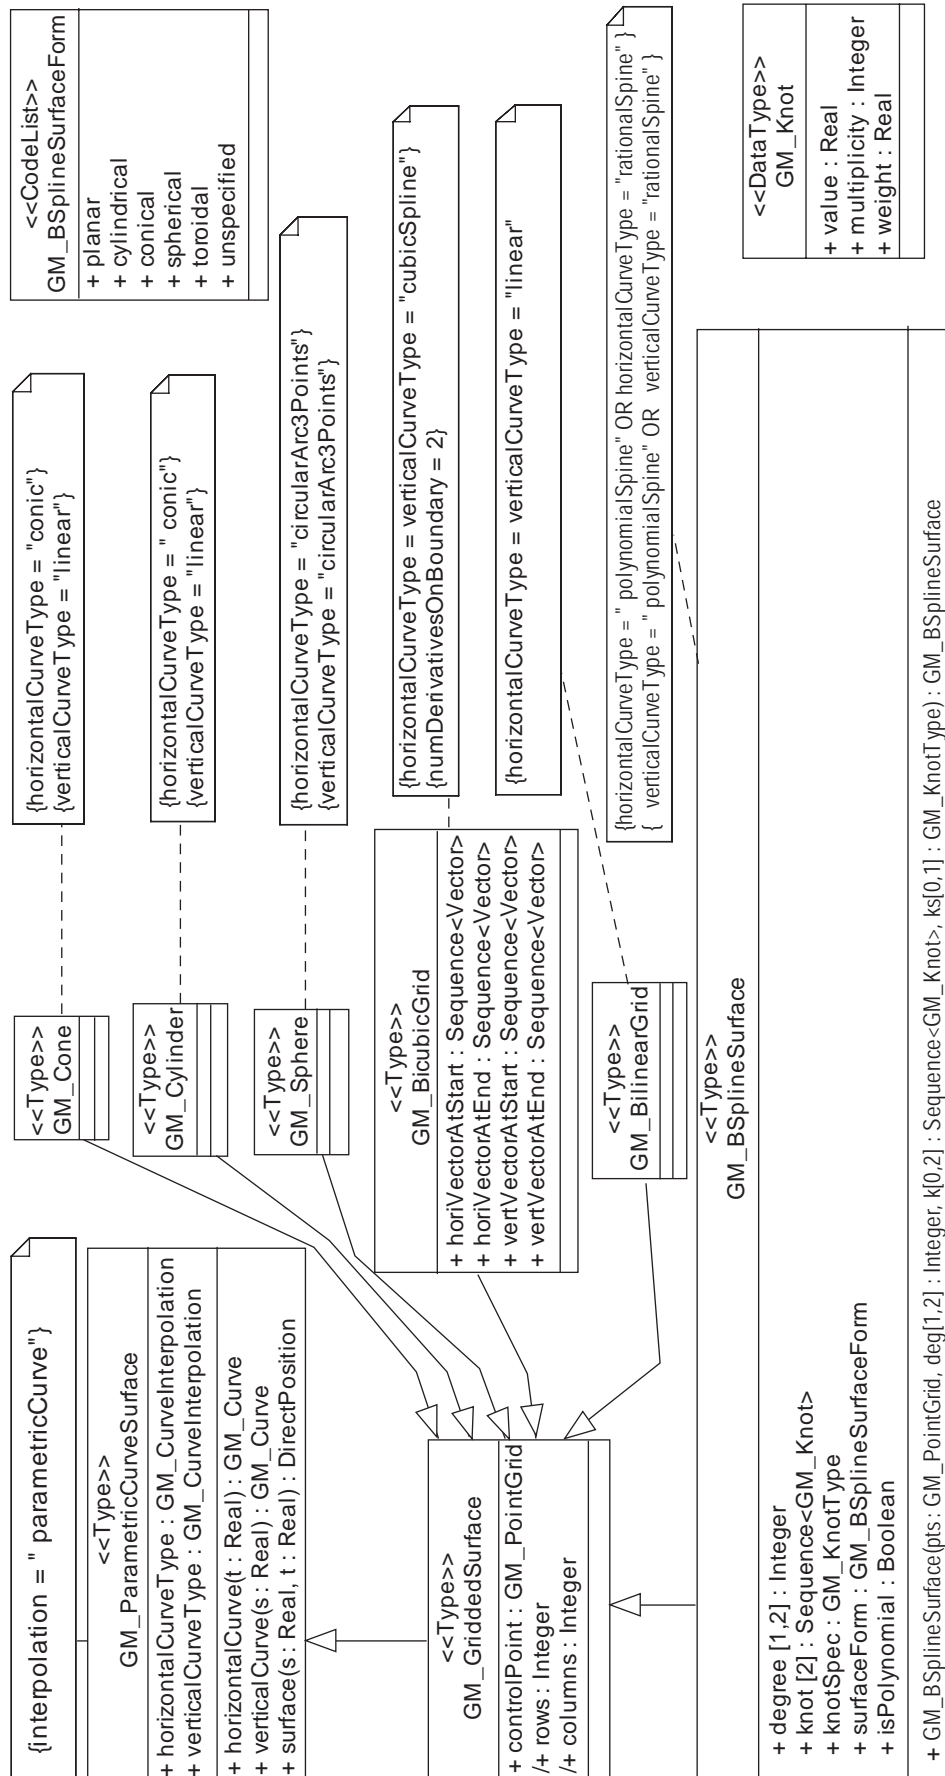 {interpolation = " parametricCurve"}
<<Type>>
GM_ParametricCurveSurface
+ horizontalCurveType : GM_CurveInterpolation
+ verticalCurveType : GM_CurveInterpolation
+ horizontalCurve(t : Real) : GM_Curve
+ verticalCurve(s : Real) : GM_Curve
+ surface(s : Real, t : Real) : DirectPosition
<<Type>>
GM_GriddedSurface
+ controlPoint : GM_PointGrid
/+ rows : Integer
/+ columns : Integer
<<Type>>
GM_Cone
{horizontalCurveType = "conic"}
{verticalCurveType = "linear"}
<<Type>>
GM_Cylinder
{horizontalCurveType = " conic"}
{verticalCurveType = "linear"}
<<Type>>
GM_Sphere
{horizontalCurveType = "circularArc3Points"}
{verticalCurveType = "circularArc3Points"}
<<Type>>
GM_BicubicGrid
+ horiVectorAtStart : Sequence<Vector>
+ horiVectorAtEnd : Sequence<Vector>
+ vertVectorAtStart : Sequence<Vector>
+ vertVectorAtEnd : Sequence<Vector>
{horizontalCurveType = verticalCurveType = "cubicSpline"}
{numDerivativesOnBoundary = 2}
<<Type>>
GM_BilinearGrid
{horizontalCurveType = verticalCurveType = "linear"
{horizontalCurveType = " polynomialSpine" OR horizontalCurveType = "rationalSpine" }
{ verticalCurveType = " polynomialSpine" OR verticalCurveType = "rationalSpine" }
<<CodeList>>
GM_BSplineSurfaceForm
+ planar
+ cylindrical
+ conical
+ spherical
+ toroidal
+ unspecified
<<DataType>>
GM_Knot
+ value : Real
+ multiplicity : Integer
+ weight : Real
<<Type>>
GM_BSplineSurface
+ degree [1,2] : Integer
+ knot [2] : Sequence<GM_Knot>
+ knotSpec : GM_KnotType
+ surfaceForm : GM_BSplineSurfaceForm
+ isPolynomial : Boolean
+ GM_BSplineSurface(pts: GM_PointGrid, deg[1,2] : Integer, k[0,2] : Sequence<GM_Knot>, ks[0,1] : GM_KnotType) : GM_BSplineSurface